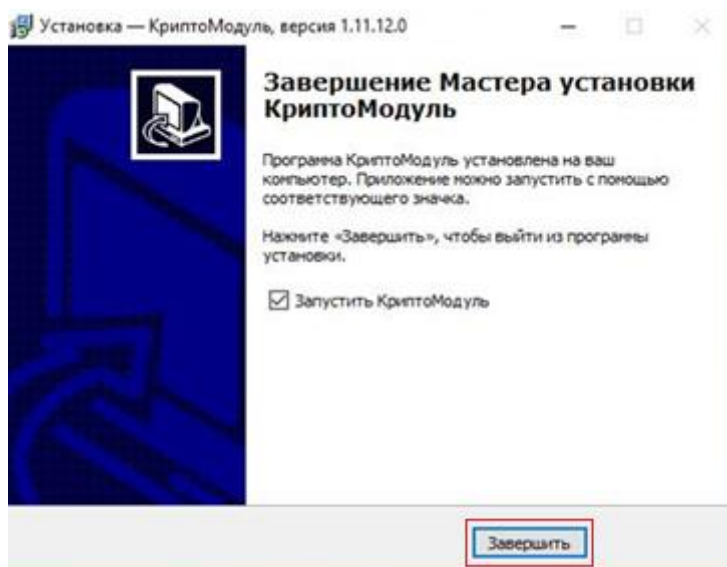 Установка — КриптоМодуль, версия 1.11.12.0
Завершение Мастера установки
КриптоМодуль
Программа КриптоМодуль установлена на ваш
компьютер. Приложение можно запустить с помощью
соответствующего значка.
Нажмите «Завершить», чтобы выйти из программы
установки.
Запустить КриптоМодуль
Завершить